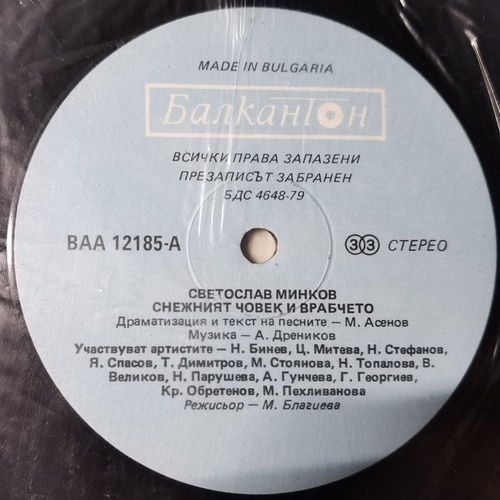 MADE IN BULGARIA
Балкантон
ВСИЧКИ ПРАВА ЗАПАЗЕНИ
ПРЕЗАПИСЪТ ЗАБРАНЕН
БДС 4648-79
ВАА 12185-А
33 СТЕРЕО
СВЕТОСЛАВ МИНКОВ
СНЕЖНИЯТ ЧОВЕК И ВРАБЧЕТО
Драматизация и текст на песните — М. Асенов
Музика — А. Дреников
Участвуват артистите — Н. Бинев, Ц. Митева, Н. Стефанов,
Я. Спасов, Т. Димитров, М. Стоянова, Н. Топалова, В.
Великов, Н. Парушева, А. Гунчева, Г. Георгиев,
Кр. Обретенов, М. Пехливанова
Режисьор — М. Благиева